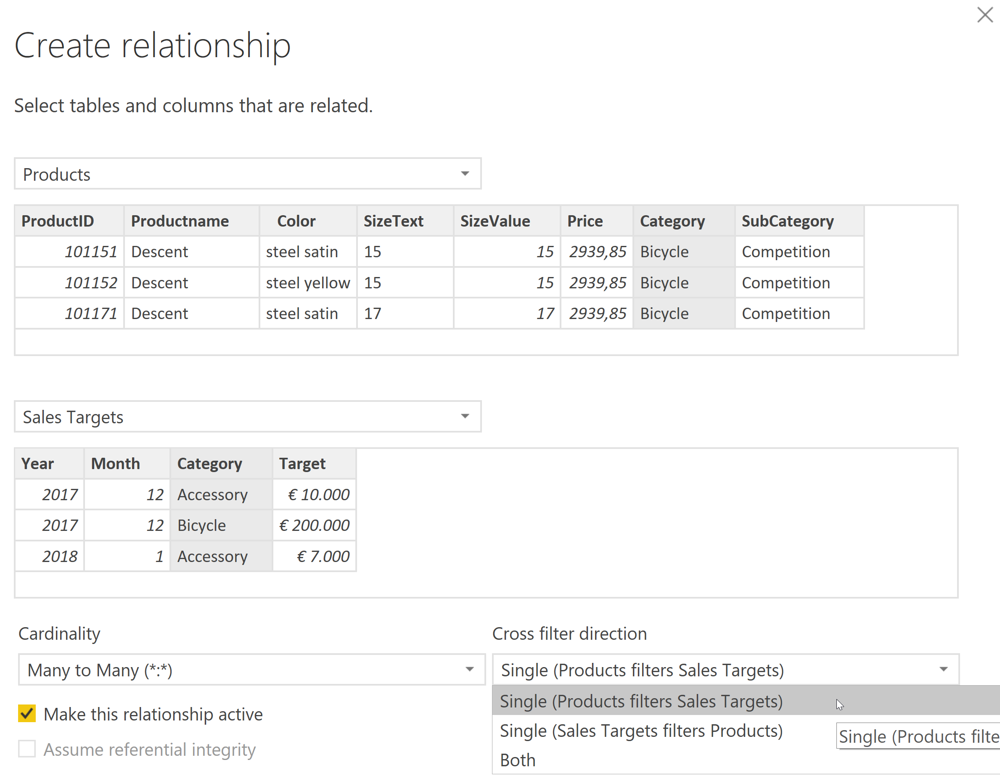 Create relationship
Select tables and columns that are related.
Products
ProductID Productname Color SizeText SizeValue Price Category SubCategory
101151 Descent steel satin 15 15 2939,85 Bicycle Competition
101152 Descent steel yellow 15 15 2939,85 Bicycle Competition
101171 Descent steel satin 17 17 2939,85 Bicycle Competition
Sales Targets
Year Month Category Target
2017 12 Accessory € 10.000
2017 12 Bicycle € 200.000
2018 1 Accessory € 7.000
Cardinality
Many to Many (*:*)
Cross filter direction
Single (Products filters Sales Targets)
Single (Products filters Sales Targets)
Single (Sales Targets filters Products)
Both
Single (Products filte
Make this relationship active
Assume referential integrity